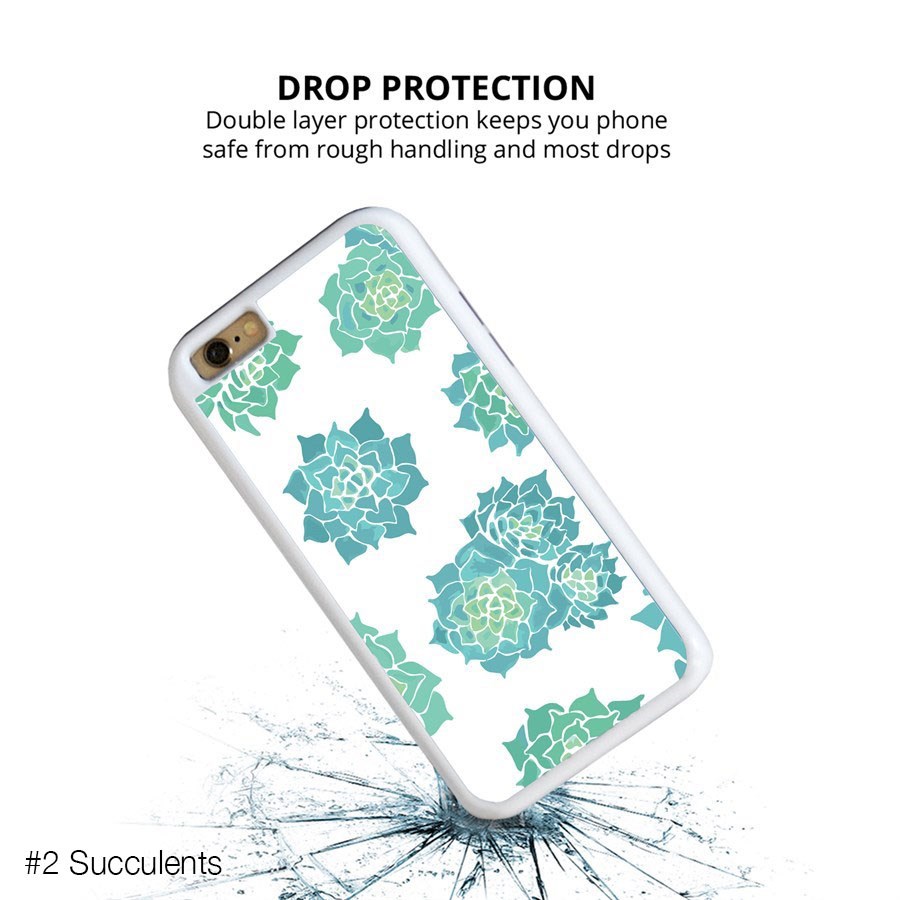 DROP PROTECTION
Double layer protection keeps you phone
safe from rough handling and most drops
#2 Succulents